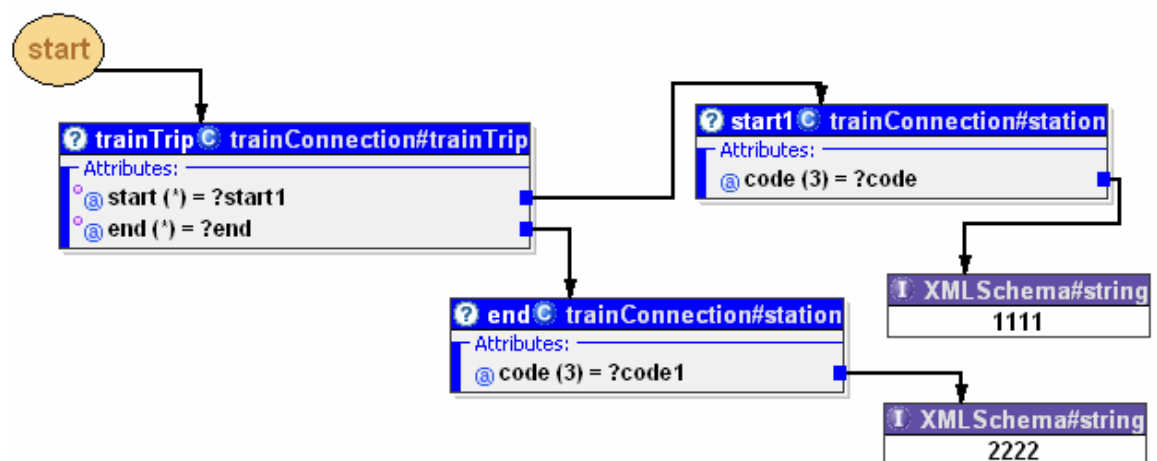 start
? trainTrip C trainConnection#trainTrip
Attributes:
@ start (*) = ?start1
@ end (*) = ?end
? start1 C trainConnection#station
Attributes:
@ code (3) = ?code
I XMLSchema#string
1111
? end C trainConnection#station
Attributes:
@ code (3) = ?code1
I XMLSchema#string
2222